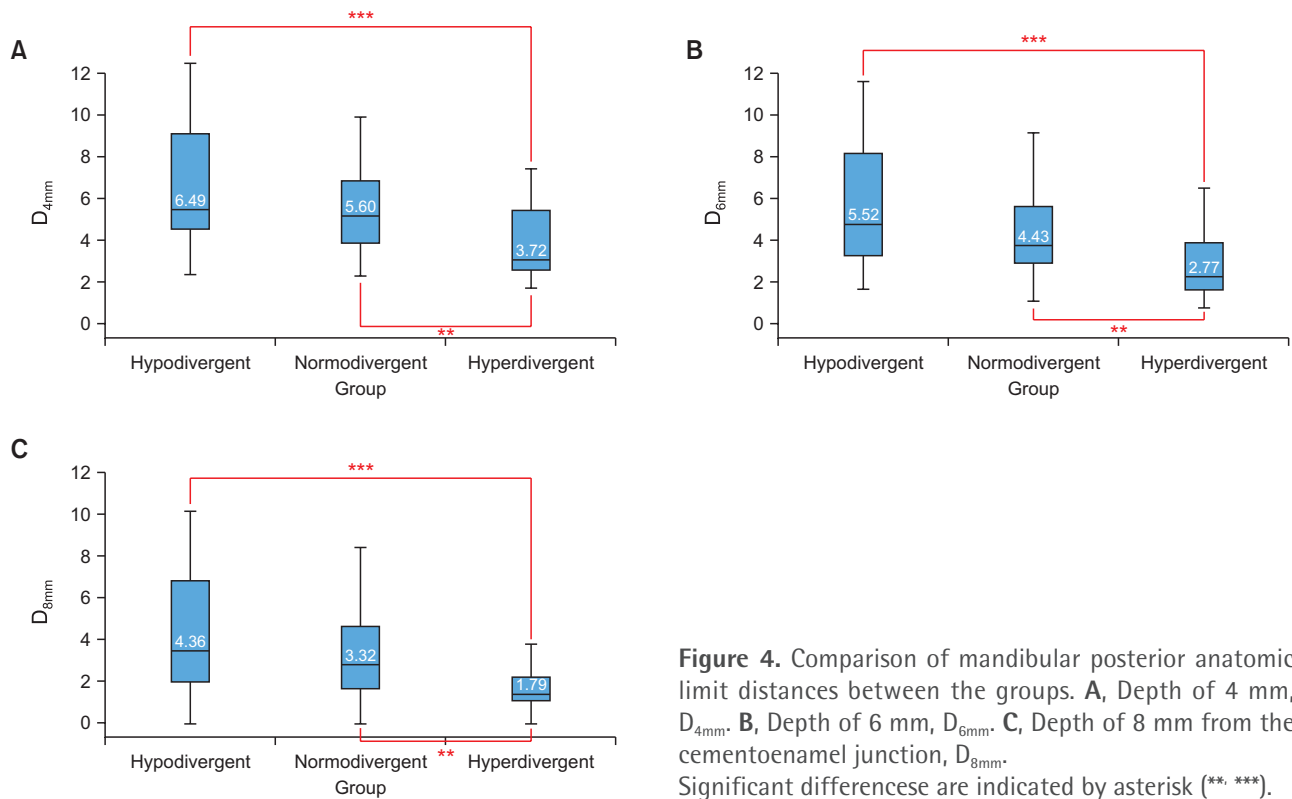 A
***
D4mm
12
10
8
6
4
2
0
6.49
5.60
3.72
**
Hypodivergent Normodivergent Hyperdivergent
Group
B
***
D6mm
12
10
8
6
4
2
0
5.52
4.43
2.77
**
Hypodivergent Normodivergent Hyperdivergent
Group
C
***
D8mm
12
10
8
6
4
2
0
4.36
3.32
1.79
**
Hypodivergent Normodivergent Hyperdivergent
Group
Figure 4. Comparison of mandibular posterior anatomic
limit distances between the groups. A, Depth of 4 mm,
D4mm. B, Depth of 6 mm, D6mm. C, Depth of 8 mm from the
cementoenamel junction, D8mm.
Significant differencese are indicated by asterisk (**, ***).